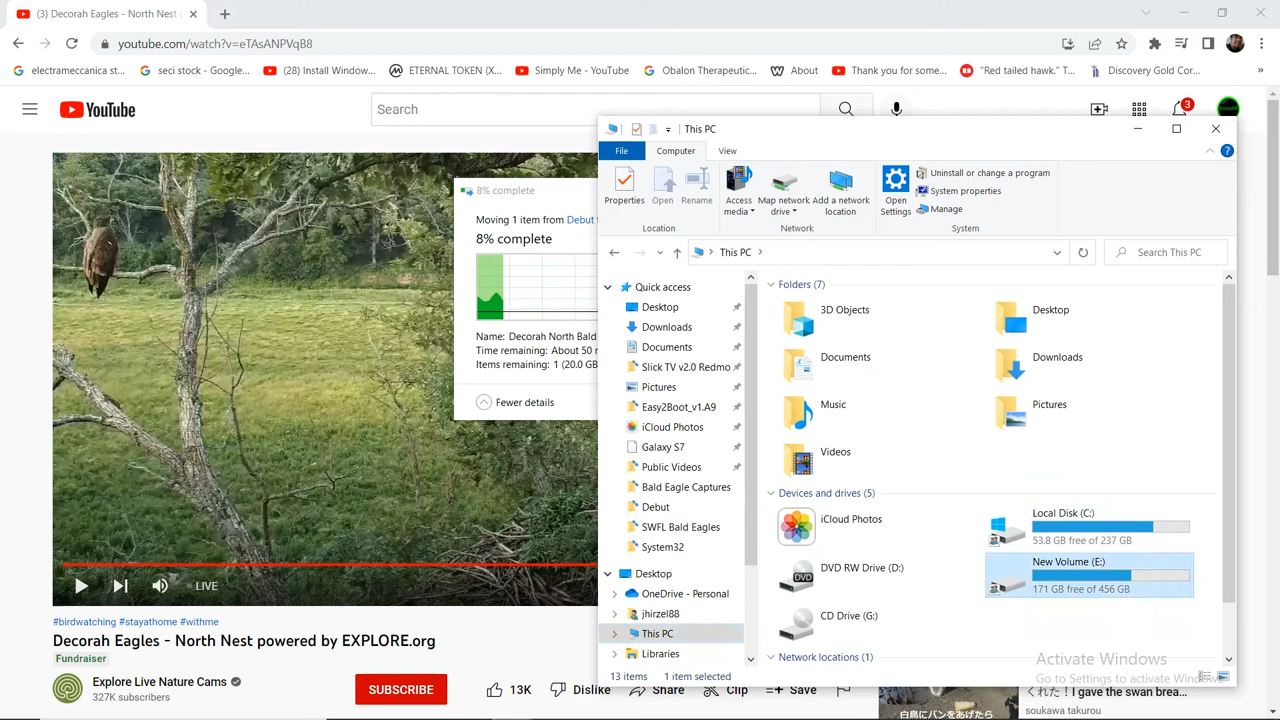 (3) Decorah Eagles - North Nest
youtube.com/watch?v=eTAsANPVqB8
electrameccanica st...
seci stock - Google...
(28) Install Window...
ETERNAL TOKEN (X...
Simply Me - YouTube
Obalon Therapeutic...
About
Thank you for some...
"Red tailed hawk." T...
Discovery Gold Cor...
»
YouTube
Search
3
This PC
File
Computer
View
Properties
Open
Rename
Access media
Map network drive
Add a network location
Open Settings
Uninstall or change a program
System properties
Manage
Location
Network
System
This PC
Search This PC
8% complete
Moving 1 item from Debut
8% complete
Name: Decorah North Bald
Time remaining: About 50
Items remaining: 1 (20.0 G
Fewer details
Quick access
Desktop
Downloads
Documents
Slick TV v2.0 Redmo
Pictures
Easy2Boot_v1.A9
iCloud Photos
Galaxy S7
Public Videos
Bald Eagle Captures
Debut
SWFL Bald Eagles
System32
Desktop
OneDrive - Personal
jhirzel88
This PC
Libraries
Folders (7)
3D Objects
Desktop
Documents
Downloads
Music
Pictures
Videos
Devices and drives (5)
iCloud Photos
Local Disk (C:)
53.8 GB free of 237 GB
DVD RW Drive (D:)
DVD
New Volume (E:)
171 GB free of 456 GB
CD Drive (G:)
Network locations (1)
13 items
1 item selected
Activate Windows
Go to Settings to activate Windows.
LIVE
#birdwatching #stayathome #withme
Decorah Eagles - North Nest powered by EXPLORE.org
Fundraiser
Explore Live Nature Cams
327K subscribers
SUBSCRIBE
13K
Dislike
Share
Clip
Save
くれた！I gave the swan brea...
soukawa takurou
白鳥にパンをあげたら